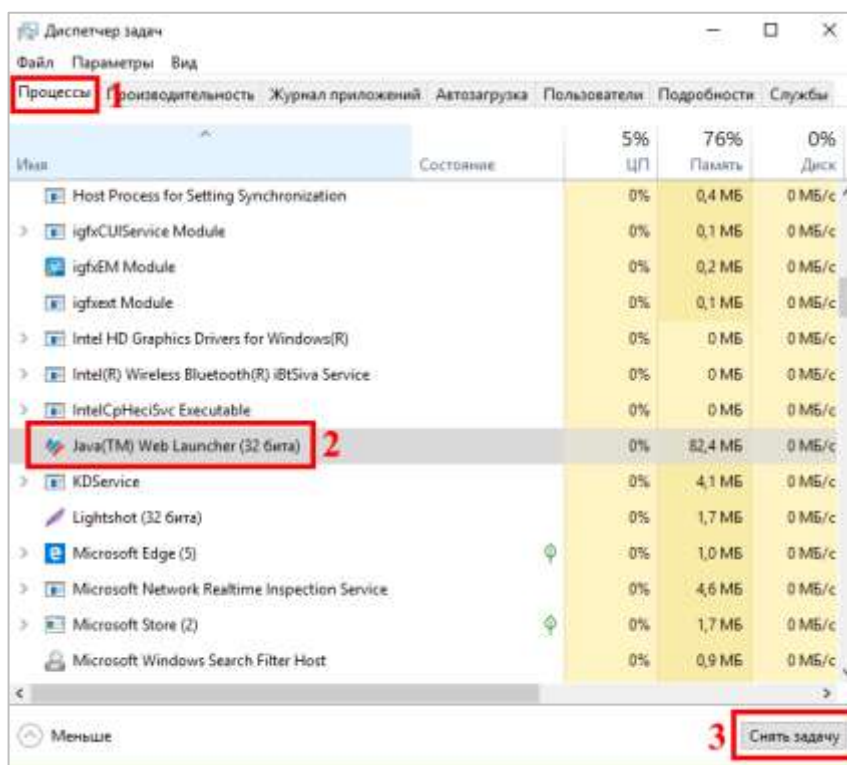 Диспетчер задач
Файл Параметры Вид
Процессы 1 Производительность Журнал приложений Автозагрузка Пользователи Подробности Службы
5% 76% 0%
Имя Состояние ЦП Память Диск
Host Process for Setting Synchronization 0% 0,4 МБ 0 МБ/с
igfxCUIService Module 0% 0,1 МБ 0 МБ/с
igfxEM Module 0% 0,2 МБ 0 МБ/с
igfxext Module 0% 0,1 МБ 0 МБ/с
Intel HD Graphics Drivers for Windows(R) 0% 0 МБ 0 МБ/с
Intel(R) Wireless Bluetooth(R) iBtSiva Service 0% 0 МБ 0 МБ/с
IntelCpHeciSvc Executable 0% 0 МБ 0 МБ/с
Java(TM) Web Launcher (32 бита) 2 0% 82,4 МБ 0 МБ/с
KDService 0% 4,1 МБ 0 МБ/с
Lightshot (32 бита) 0% 1,7 МБ 0 МБ/с
Microsoft Edge (5) 0% 1,0 МБ 0 МБ/с
Microsoft Network Realtime Inspection Service 0% 4,6 МБ 0 МБ/с
Microsoft Store (2) 0% 1,7 МБ 0 МБ/с
Microsoft Windows Search Filter Host 0% 0,9 МБ 0 МБ/с
Меньше 3 Снять задачу